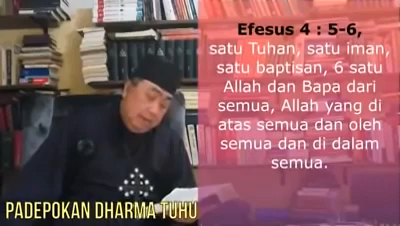 Efesus 4 : 5-6,
satu Tuhan, satu iman,
satu baptisan, 6 satu
Allah dan Bapa dari
semua, Allah yang di
atas semua dan oleh
semua dan di dalam
semua.
PADEPOKAN DHARMA TUHU